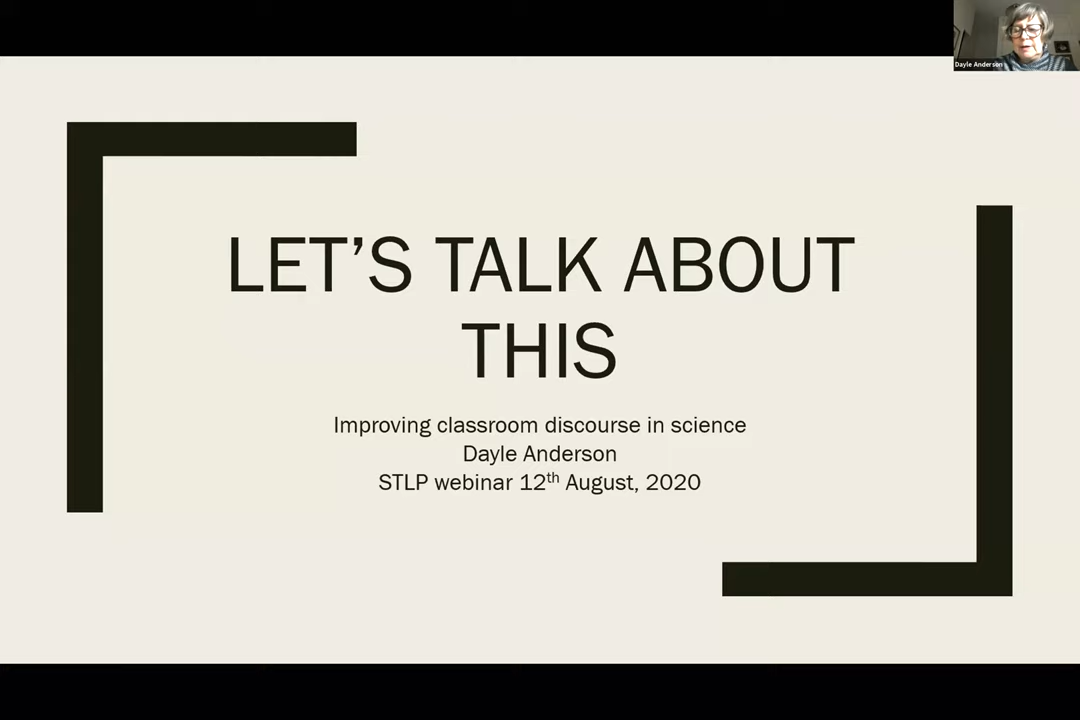 Dayle Anderson
LET’S TALK ABOUT
THIS
Improving classroom discourse in science
Dayle Anderson
STLP webinar 12th August, 2020